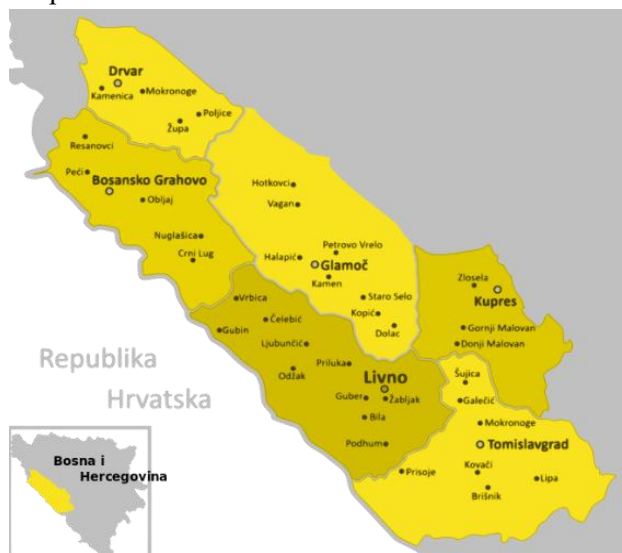 Drvar
Kamenica
Mokronoge
Poljice
Župa
Resanovci
Peći
Bosansko Grahovo
Obljaj
Nuglašica
Crni Lug
Hotkovci
Vagan
Petrovo Vrelo
Halapić
Glamoč
Kamen
Staro Selo
Kopić
Dolac
Zlosela
Kupres
Gornji Malovan
Donji Malovan
Vrbica
Čelebić
Gubin
Ljubunčić
Priluka
Odžak
Livno
Guber
Žabljak
Bila
Podhum
Šujica
Galečić
Mokronoge
Tomislavgrad
Kovači
Prisoje
Lipa
Brišnik
Republika
Hrvatska
Bosna i
Hercegovina